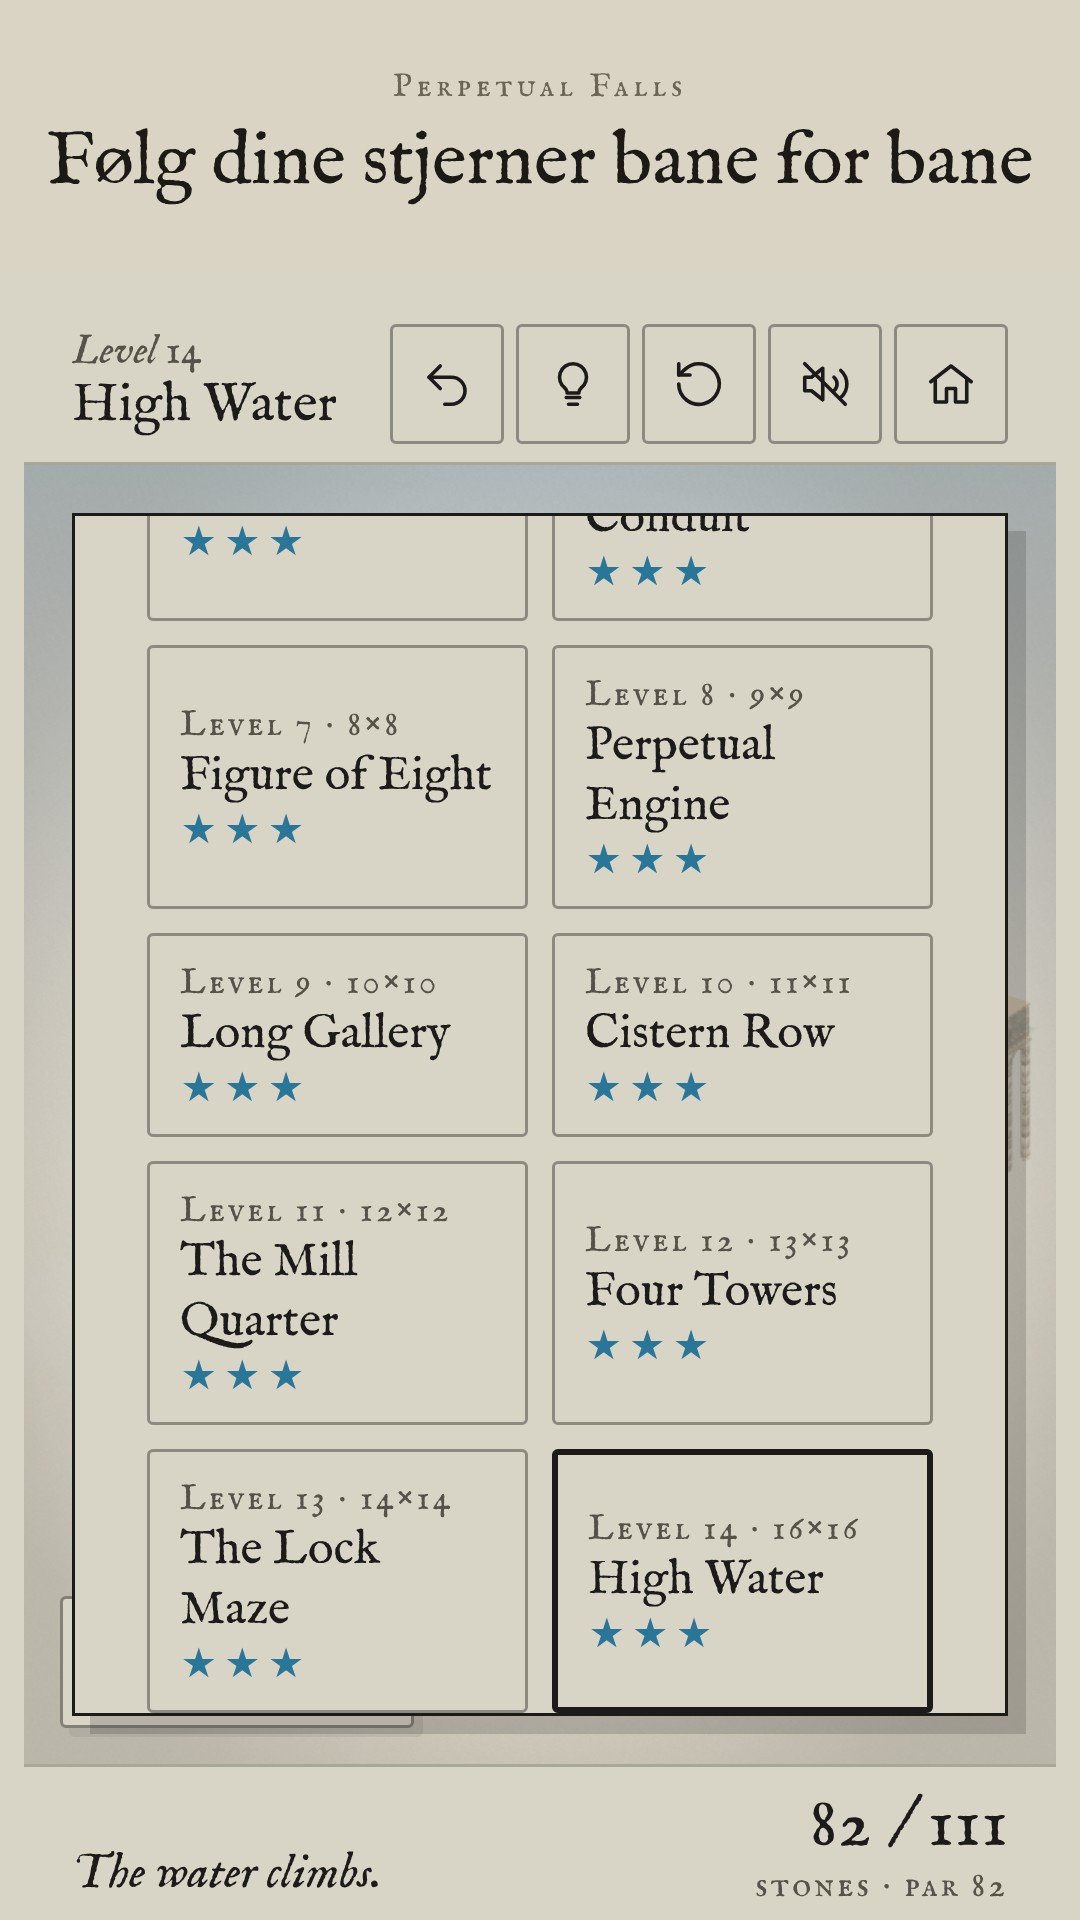 Perpetual Falls
Følg dine stjerner bane for bane
Level 14
High Water
Conduit
★ ★ ★
★ ★ ★
Level 7 · 8×8
Figure of Eight
★ ★ ★
Level 8 · 9×9
Perpetual
Engine
★ ★ ★
Level 9 · 10×10
Long Gallery
★ ★ ★
Level 10 · 11×11
Cistern Row
★ ★ ★
Level 11 · 12×12
The Mill
Quarter
★ ★ ★
Level 12 · 13×13
Four Towers
★ ★ ★
Level 13 · 14×14
The Lock
Maze
★ ★ ★
Level 14 · 16×16
High Water
★ ★ ★
The water climbs.
82 / 111
stones · par 82